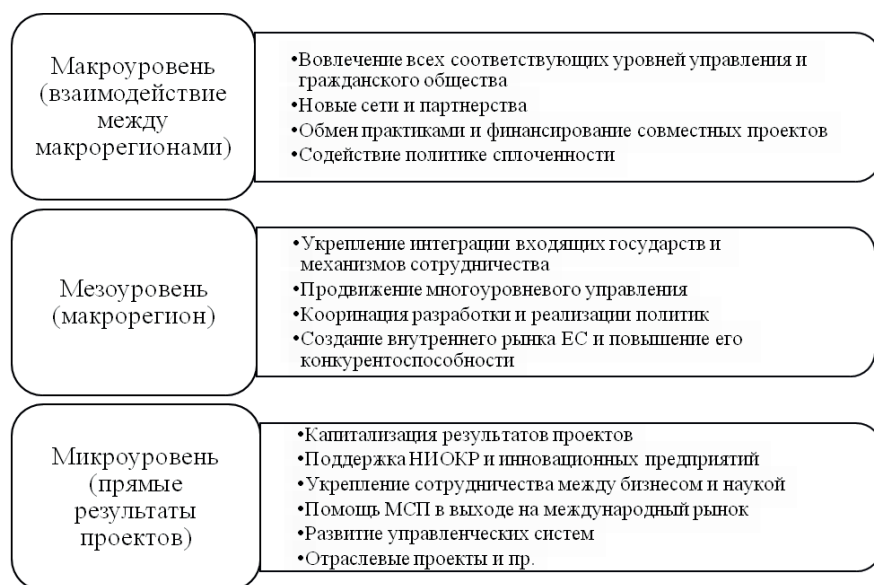 Макроуровень
(взаимодействие
между
макрорегионами)
•Вовлечение всех соответствующих уровней управления и
гражданского общества
•Новые сети и партнерства
•Обмен практиками и финансирование совместных проектов
•Содействие политике сплоченности
Мезоуровень
(макрорегион)
•Укрепление интеграции входящих государств и
механизмов сотрудничества
•Продвижение многоуровневого управления
•Кооринация разработки и реализации политик
•Создание внутреннего рынка ЕС и повышение его
конкурентоспособности
Микроуровень
(прямые
результаты
проектов)
•Капитализация результатов проектов
•Поддержка НИОКР и инновационных предприятий
•Укрепление сотрудничества между бизнесом и наукой
•Помощь МСП в выходе на международный рынок
•Развитие управленческих систем
•Отраслевые проекты и пр.